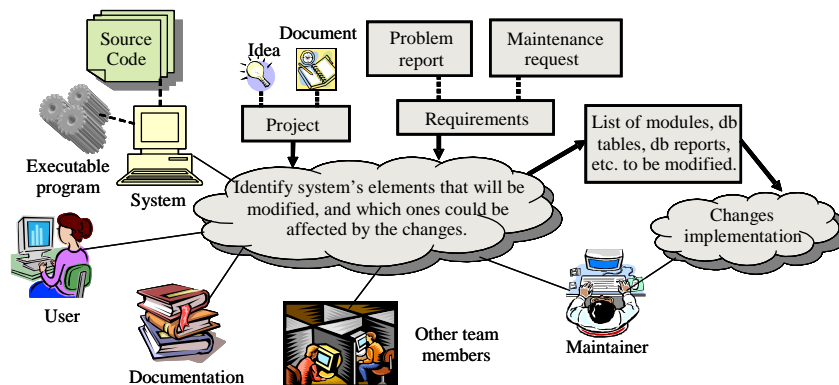 Source
Code
Idea
Document
Problem
report
Maintenance
request
Project
Requirements
List of modules, db
tables, db reports,
etc. to be modified.
Executable
program
System
Identify system's elements that will be
modified, and which ones could be
affected by the changes.
Changes
implementation
User
Documentation
Other team
members
Maintainer